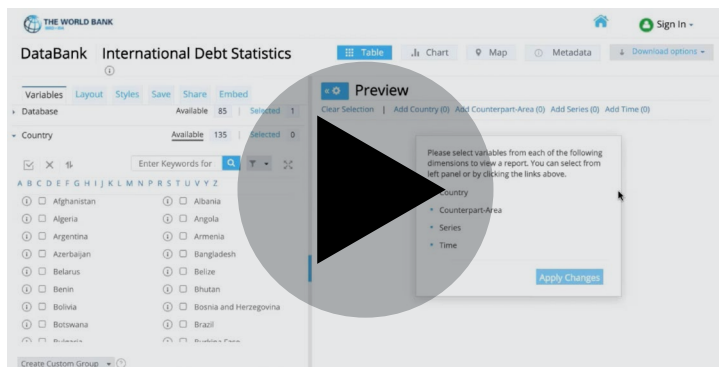 THE WORLD BANK
Sign In
DataBank International Debt Statistics
Table
Chart
Map
Metadata
Download options
Variables Layout Styles Save Share Embed
Database Available 85 | Selected 1
Country Available 135 | Selected 0
Enter Keywords for
A B C D E F G H I J K L M N P R S T U V Y Z
Afghanistan Albania
Algeria Angola
Argentina Armenia
Azerbaijan Bangladesh
Belarus Belize
Benin Bhutan
Bolivia Bosnia and Herzegovina
Botswana Brazil
Bulgaria Burkina Faso
Create Custom Group
Preview
Clear Selection | Add Country (0) Add Counterpart-Area (0) Add Series (0) Add Time (0)
Please select variables from each of the following
dimensions to view a report. You can select from
left panel or by clicking the links above.
Country
Counterpart-Area
Series
Time
Apply Changes